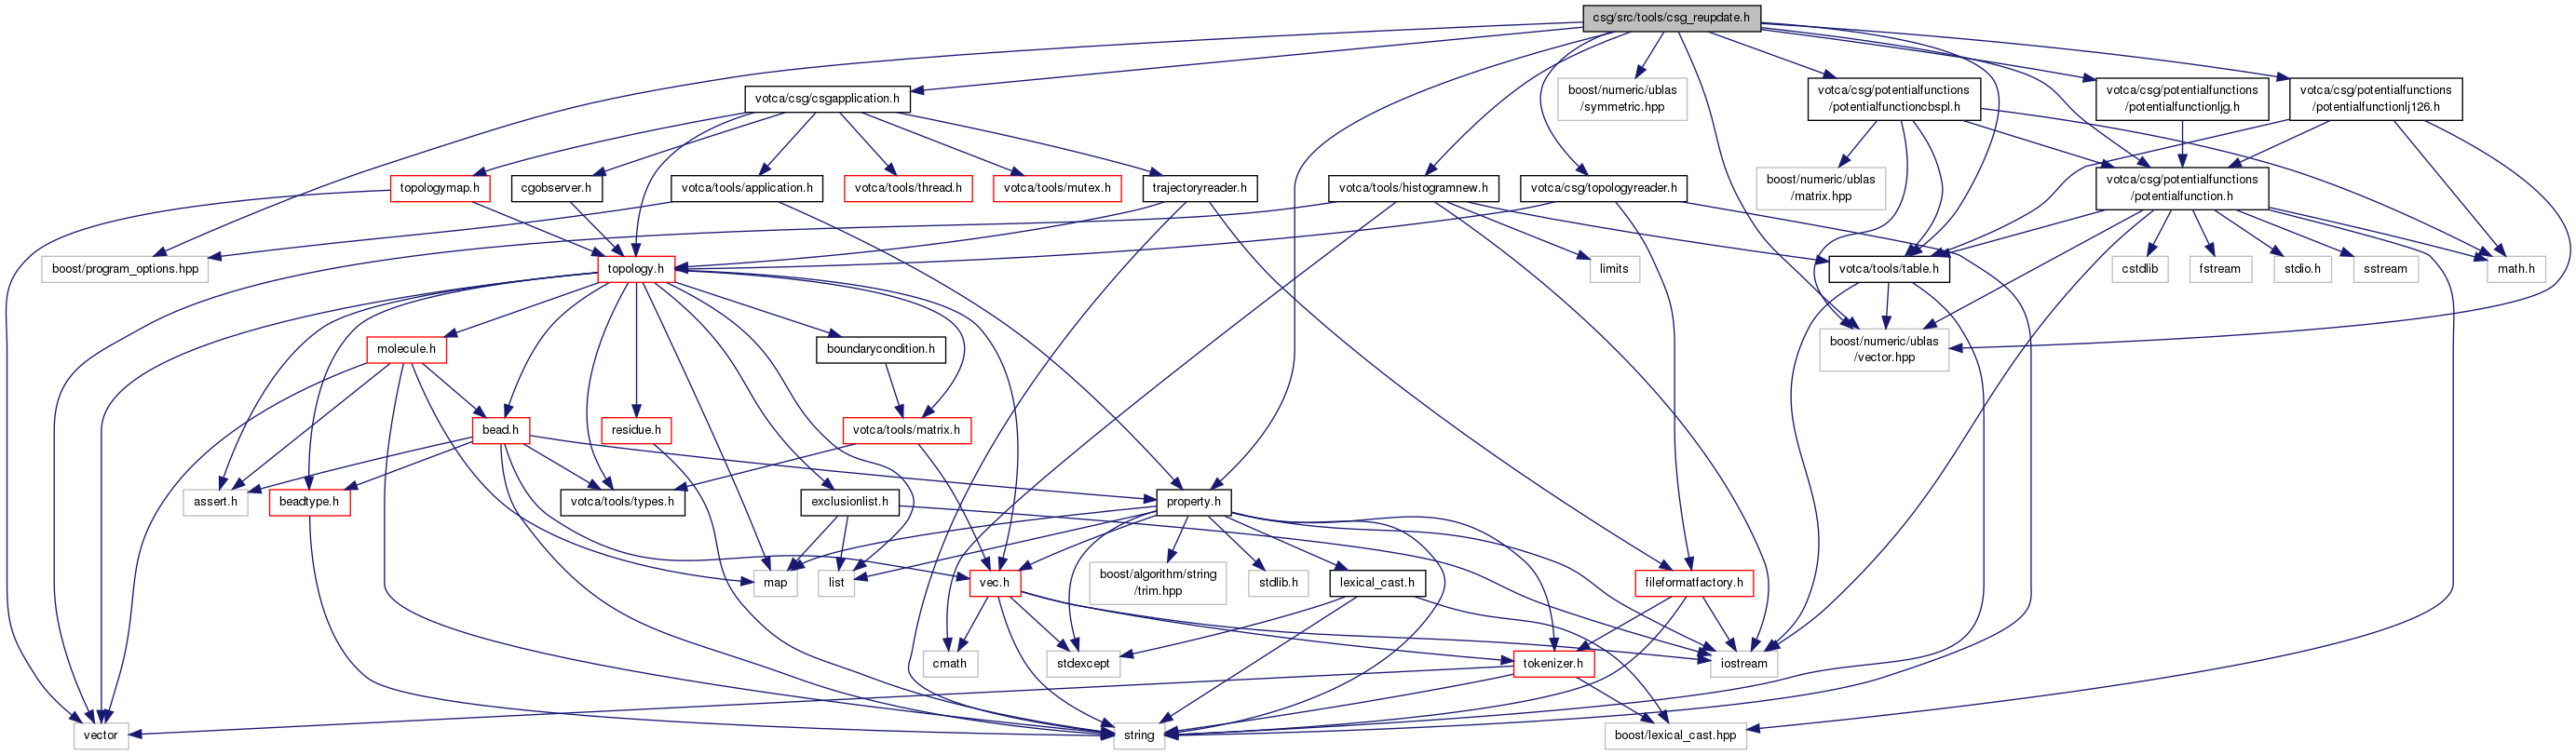 csg/src/tools/csg_reupdate.h
votca/csg/csgapplication.h
boost/numeric/ublas
/symmetric.hpp
votca/csg/potentialfunctions
/potentialfunctioncbspl.h
votca/csg/potentialfunctions
/potentialfunctionljg.h
votca/csg/potentialfunctions
/potentialfunctionlj126.h
topologymap.h
cgobserver.h
votca/tools/application.h
votca/tools/thread.h
votca/tools/mutex.h
trajectoryreader.h
votca/tools/histogramnew.h
votca/csg/topologyreader.h
boost/numeric/ublas
/matrix.hpp
votca/csg/potentialfunctions
/potentialfunction.h
boost/program_options.hpp
topology.h
limits
votca/tools/table.h
cstdlib
fstream
stdio.h
sstream
math.h
molecule.h
boundarycondition.h
boost/numeric/ublas
/vector.hpp
bead.h
residue.h
votca/tools/matrix.h
assert.h
beadtype.h
votca/tools/types.h
exclusionlist.h
property.h
map
list
vec.h
boost/algorithm/string
/trim.hpp
stdlib.h
lexical_cast.h
fileformatfactory.h
cmath
stdexcept
tokenizer.h
iostream
vector
string
boost/lexical_cast.hpp